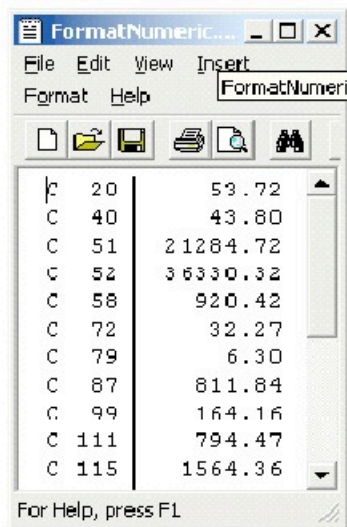 FormatNumeric....
File Edit View Insert
FormatNumeri
Format Help
C 20 53.72
C 40 43.80
C 51 21284.72
C 52 36330.32
C 58 920.42
C 72 32.27
C 79 6.30
C 87 811.84
C 99 164.16
C 111 794.47
C 115 1564.36
For Help, press F1